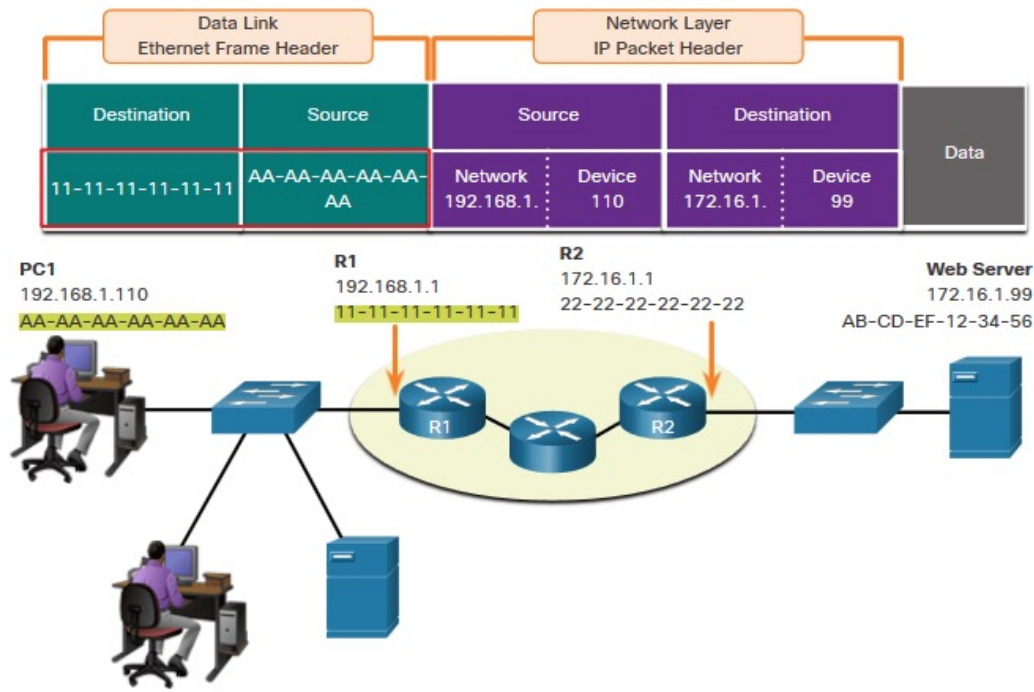 Data Link
Ethernet Frame Header
Network Layer
IP Packet Header
Destination
Source
Source
Destination
Data
11-11-11-11-11-11
AA-AA-AA-AA-AA-
AA
Network
192.168.1.
Device
110
Network
172.16.1.
Device
99
PC1
192.168.1.110
AA-AA-AA-AA-AA-AA
R1
192.168.1.1
11-11-11-11-11-11
R2
172.16.1.1
22-22-22-22-22-22
Web Server
172.16.1.99
AB-CD-EF-12-34-56
R1
R2